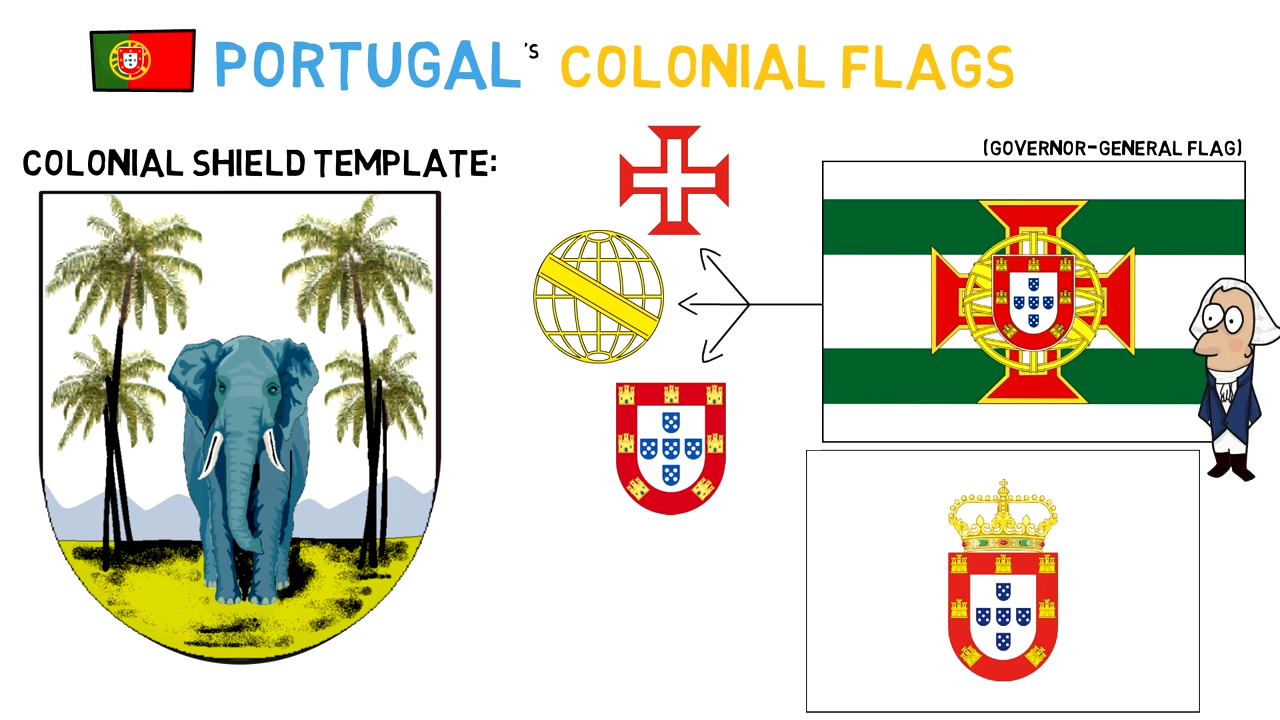 PORTUGAL'S COLONIAL FLAGS
COLONIAL SHIELD TEMPLATE:
(GOVERNOR-GENERAL FLAG)